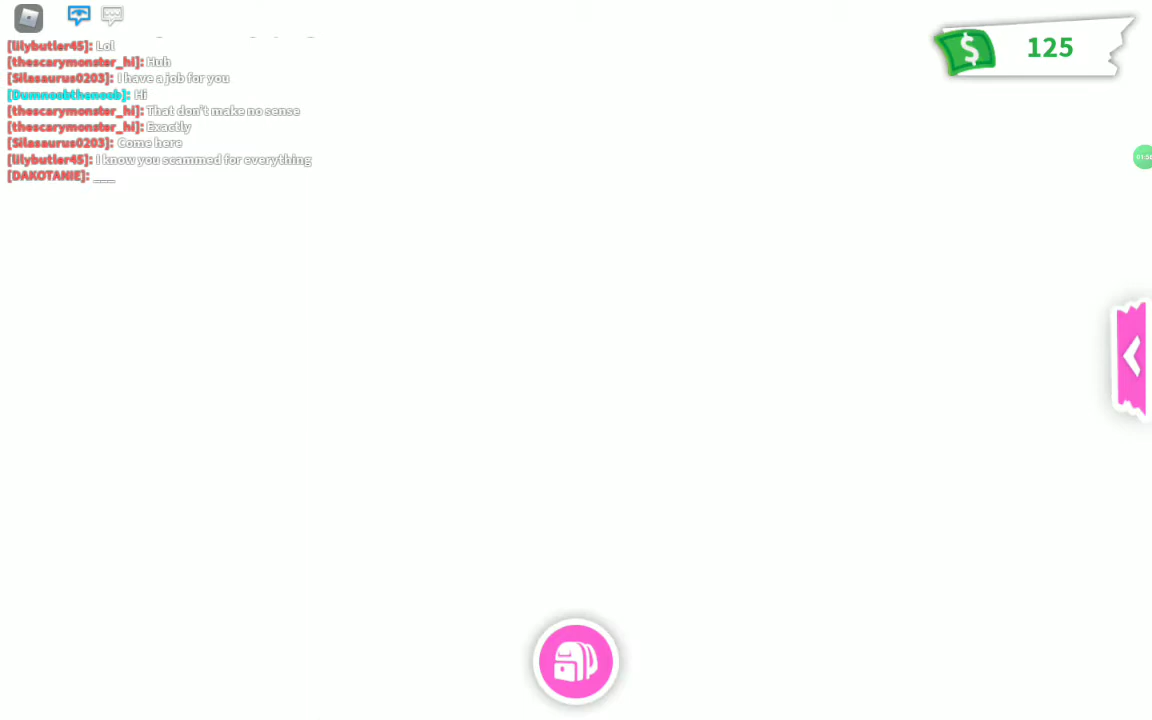 [lilybutler45]: Lol
[thescarymonster_hi]: Huh
[Silasaurus0203]: I have a job for you
[Dumnoobthenoob]: Hi
[thescarymonster_hi]: That don't make no sense
[thescarymonster_hi]: Exactly
[Silasaurus0203]: Come here
[lilybutler45]: I know you scammed for everything
[DAKOTANIE]: ___
$ 125